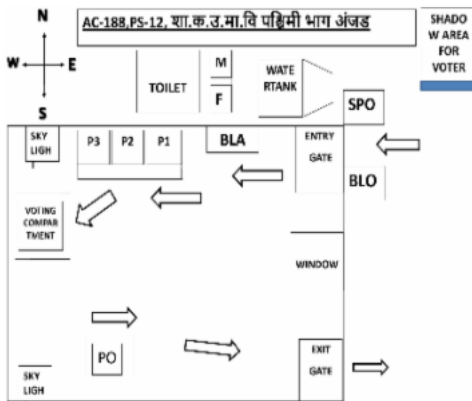 N
W E
S
AC-188,PS-12, शा.क.उ.मा.वि पश्चिमी भाग अंजड
SHADO
W AREA
FOR
VOTER
TOILET
M
F
WATE
RTANK
SPO
SKY
LIGH
P3 P2 P1
BLA
ENTRY
GATE
BLO
VOTING
COMPAR
TMENT
WINDOW
PO
SKY
LIGH
EXIT
GATE